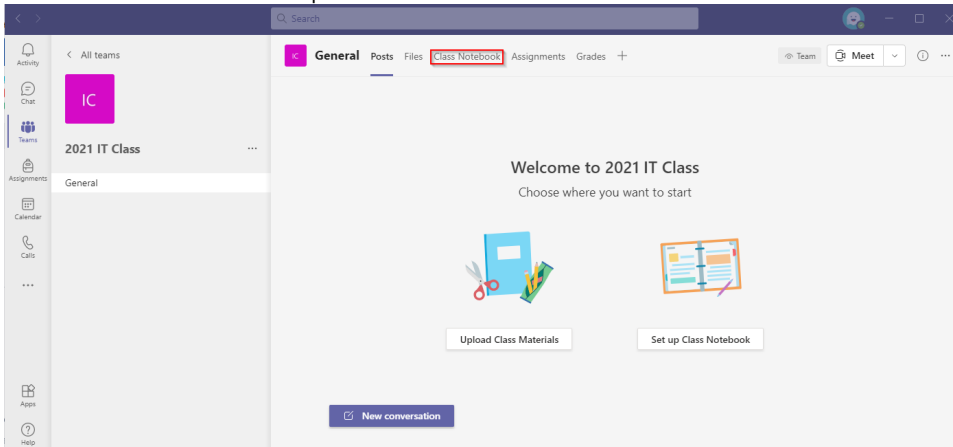 Search
Activity
Chat
Teams
Assignments
Calendar
Calls
Apps
Help
All teams
IC
2021 IT Class
General
IC General Posts Files Class Notebook Assignments Grades
Team Meet
Welcome to 2021 IT Class
Choose where you want to start
Upload Class Materials
Set up Class Notebook
New conversation